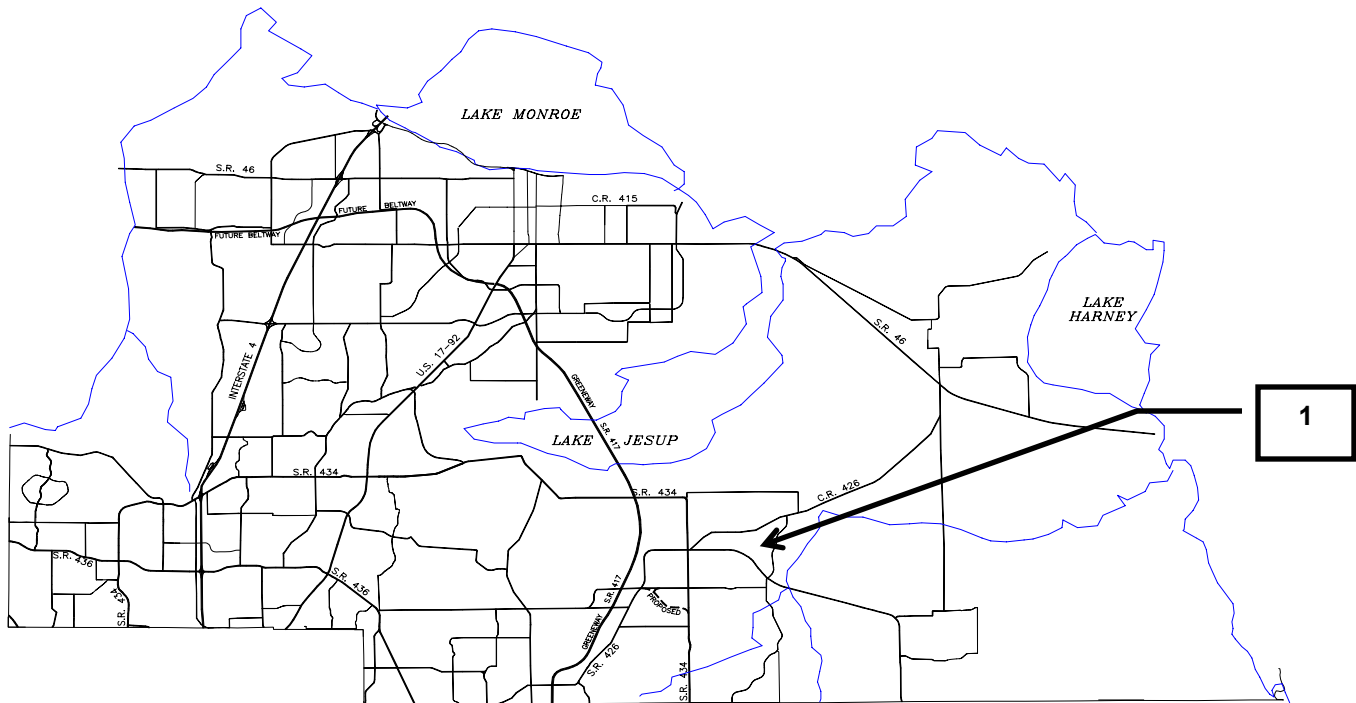 LAKE MONROE
S.R. 46
C.R. 415
FUTURE BELTWAY
FUTURE BELTWAY
LAKE
HARNEY
S.R. 46
U.S. 17-92
INTERSTATE 4
GREENEWAY
S.R. 417
1
LAKE JESUP
S.R. 434
S.R. 434
C.R. 426
S.R. 436
S.R. 436
S.R. 434
S.R. 417
PROPOSED
GREENEWAY
S.R. 426
S.R. 434